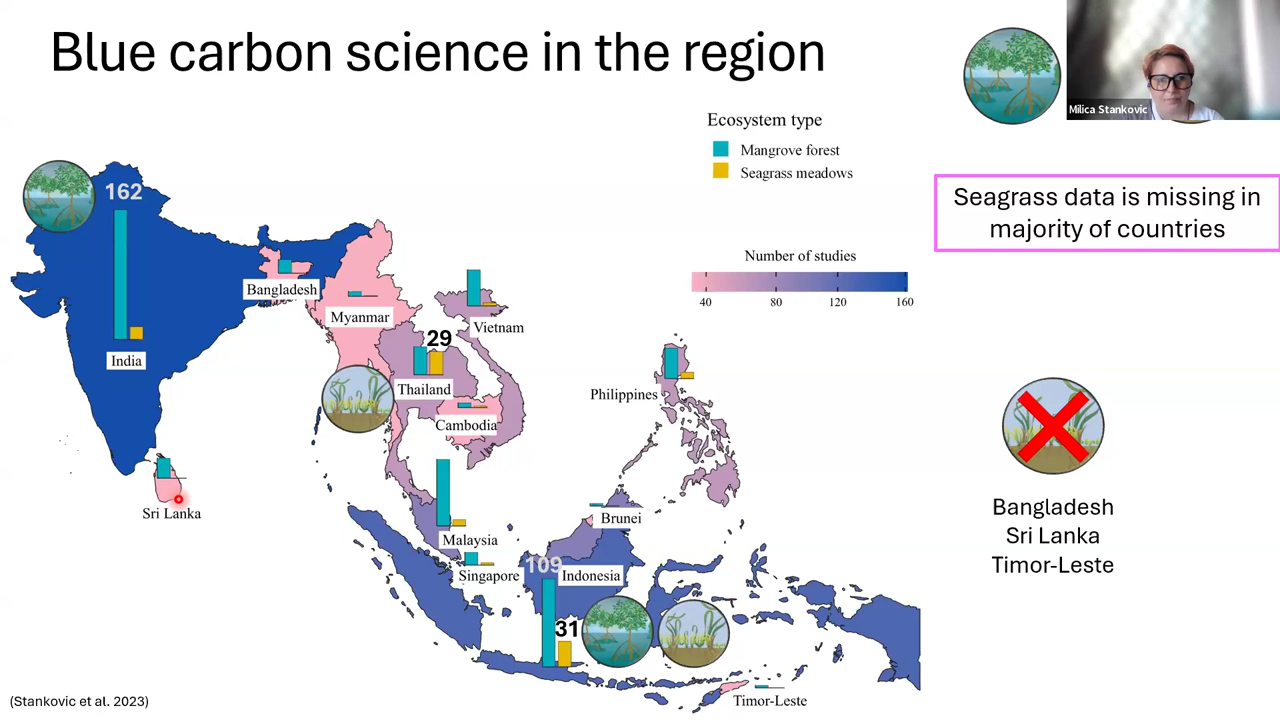 Blue carbon science in the region
Milica Stankovic
Ecosystem type
Mangrove forest
Seagrass meadows
Seagrass data is missing in
majority of countries
Number of studies
40 80 120 160
162
India
Bangladesh
Myanmar
Vietnam
29
Thailand
Cambodia
Philippines
Sri Lanka
Malaysia
Singapore
Brunei
109
Indonesia
31
Timor-Leste
Bangladesh
Sri Lanka
Timor-Leste
(Stankovic et al. 2023)